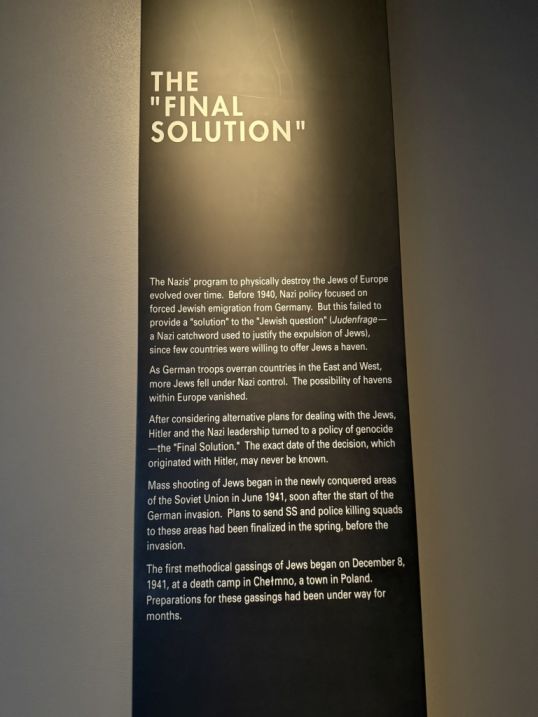 THE
"FINAL
SOLUTION"
The Nazis' program to physically destroy the Jews of Europe
evolved over time. Before 1940, Nazi policy focused on
forced Jewish emigration from Germany. But this failed to
provide a "solution" to the "Jewish question" (Judenfrage—
a Nazi catchword used to justify the expulsion of Jews),
since few countries were willing to offer Jews a haven.
As German troops overran countries in the East and West,
more Jews fell under Nazi control. The possibility of havens
within Europe vanished.
After considering alternative plans for dealing with the Jews,
Hitler and the Nazi leadership turned to a policy of genocide
—the "Final Solution." The exact date of the decision, which
originated with Hitler, may never be known.
Mass shooting of Jews began in the newly conquered areas
of the Soviet Union in June 1941, soon after the start of the
German invasion. Plans to send SS and police killing squads
to these areas had been finalized in the spring, before the
invasion.
The first methodical gassings of Jews began on December 8,
1941, at a death camp in Chełmno, a town in Poland.
Preparations for these gassings had been under way for
months.